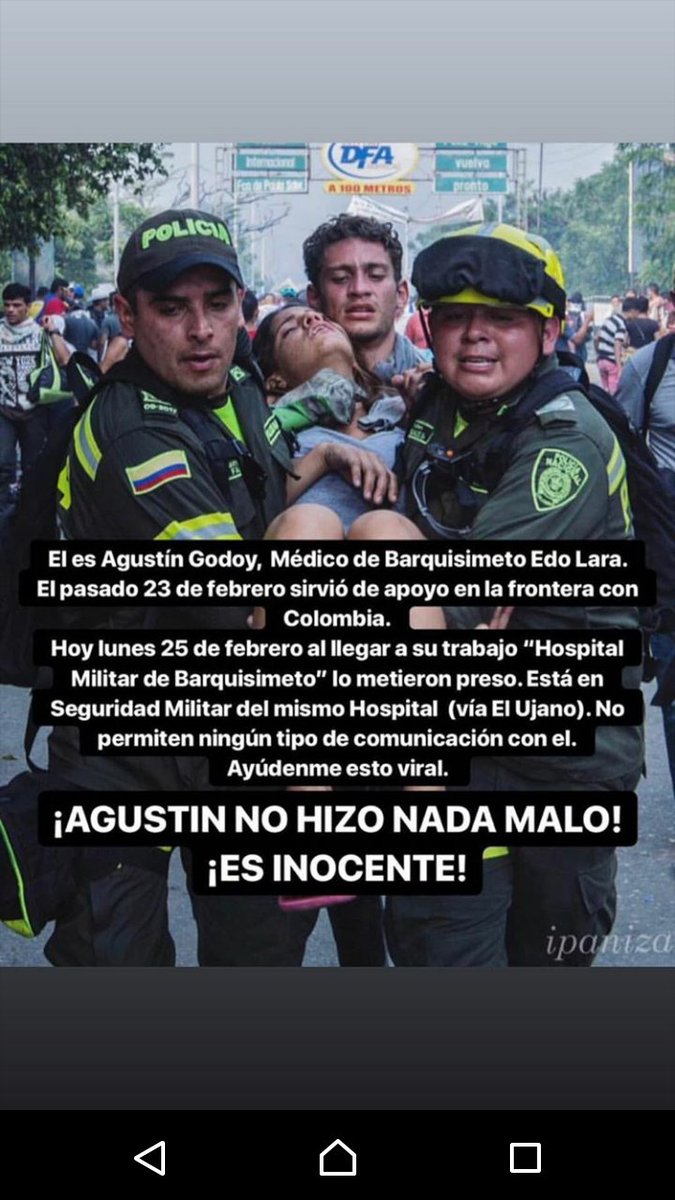 DFA
A 100 METROS
Internacional
vuelva
pronto
POLICIA
NEW YORK
El es Agustín Godoy, Médico de Barquisimeto Edo Lara.
El pasado 23 de febrero sirvió de apoyo en la frontera con
Colombia.
Hoy lunes 25 de febrero al llegar a su trabajo “Hospital
Militar de Barquisimeto” lo metieron preso. Está en
Seguridad Militar del mismo Hospital (vía El Ujano). No
permiten ningún tipo de comunicación con el.
Ayúdenme esto viral.
¡AGUSTIN NO HIZO NADA MALO!
¡ES INOCENTE!
ipaniza